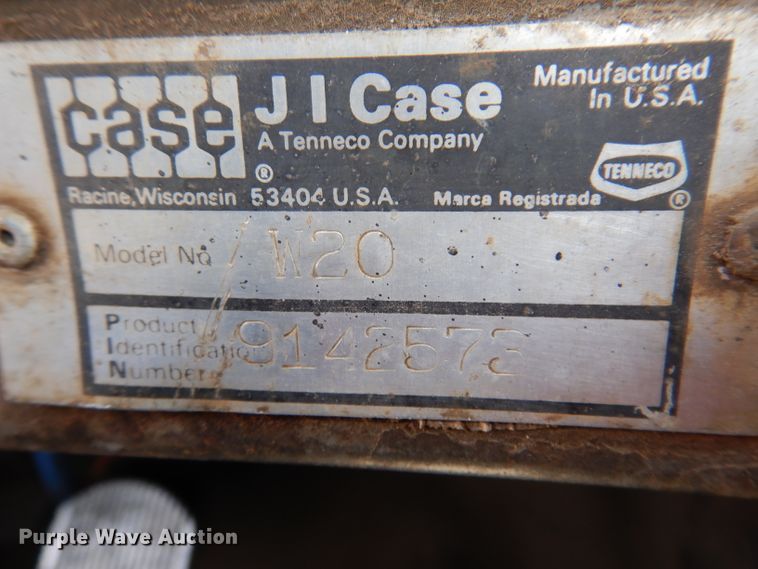 case
J I Case
A Tenneco Company
Manufactured
In U.S.A.
TENNECO
®
®
Racine, Wisconsin 53404 U.S.A. Marca Registrada
Model No W20
Product
Identification
Number
9142573
Purple Wave Auction